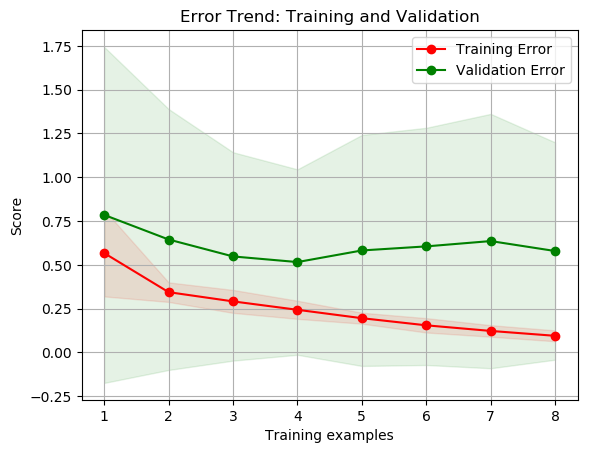 Error Trend: Training and Validation
Training Error
Validation Error
Score
1.75
1.50
1.25
1.00
0.75
0.50
0.25
0.00
−0.25
1 2 3 4 5 6 7 8
Training examples